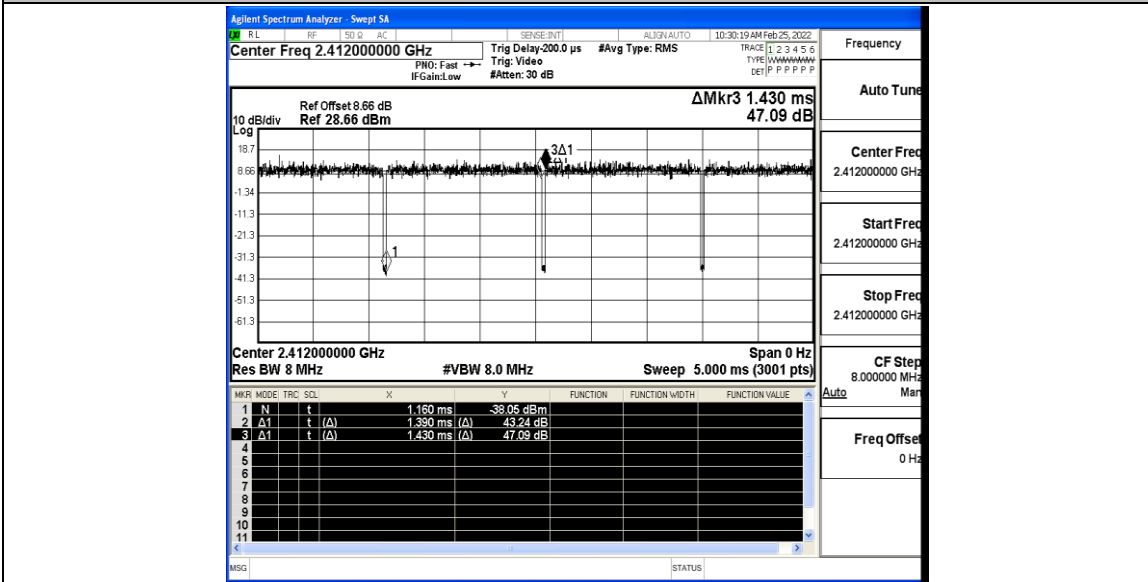 Agilent Spectrum Analyzer - Swept SA
LXI RL RF 50 Ω AC SENSE:INT ALIGN AUTO 10:30:19 AM Feb 25, 2022
Center Freq 2.412000000 GHz
PNO: Fast
IFGain:Low
Trig Delay-200.0 µs
Trig: Video
#Atten: 30 dB
#Avg Type: RMS
TRACE 1 2 3 4 5 6
TYPE WWWWWW
DET P P P P P P
Ref Offset 8.66 dB
10 dB/div Ref 28.66 dBm
Log
ΔMkr3 1.430 ms
47.09 dB
18.7
8.66
-1.34
-11.3
-21.3
-31.3
-41.3
-51.3
-61.3
3Δ1
1
Center 2.412000000 GHz Span 0 Hz
Res BW 8 MHz #VBW 8.0 MHz Sweep 5.000 ms (3001 pts)
MKR MODE TRC SCL X Y FUNCTION FUNCTION WIDTH FUNCTION VALUE
1 N t 1.160 ms -38.05 dBm
2 Δ1 t (Δ) 1.390 ms (Δ) 43.24 dB
3 Δ1 t (Δ) 1.430 ms (Δ) 47.09 dB
4
5
6
7
8
9
10
11
MSG STATUS
Frequency
Auto Tune
Center Freq
2.412000000 GHz
Start Freq
2.412000000 GHz
Stop Freq
2.412000000 GHz
CF Step
8.000000 MHz
Auto Man
Freq Offset
0 Hz